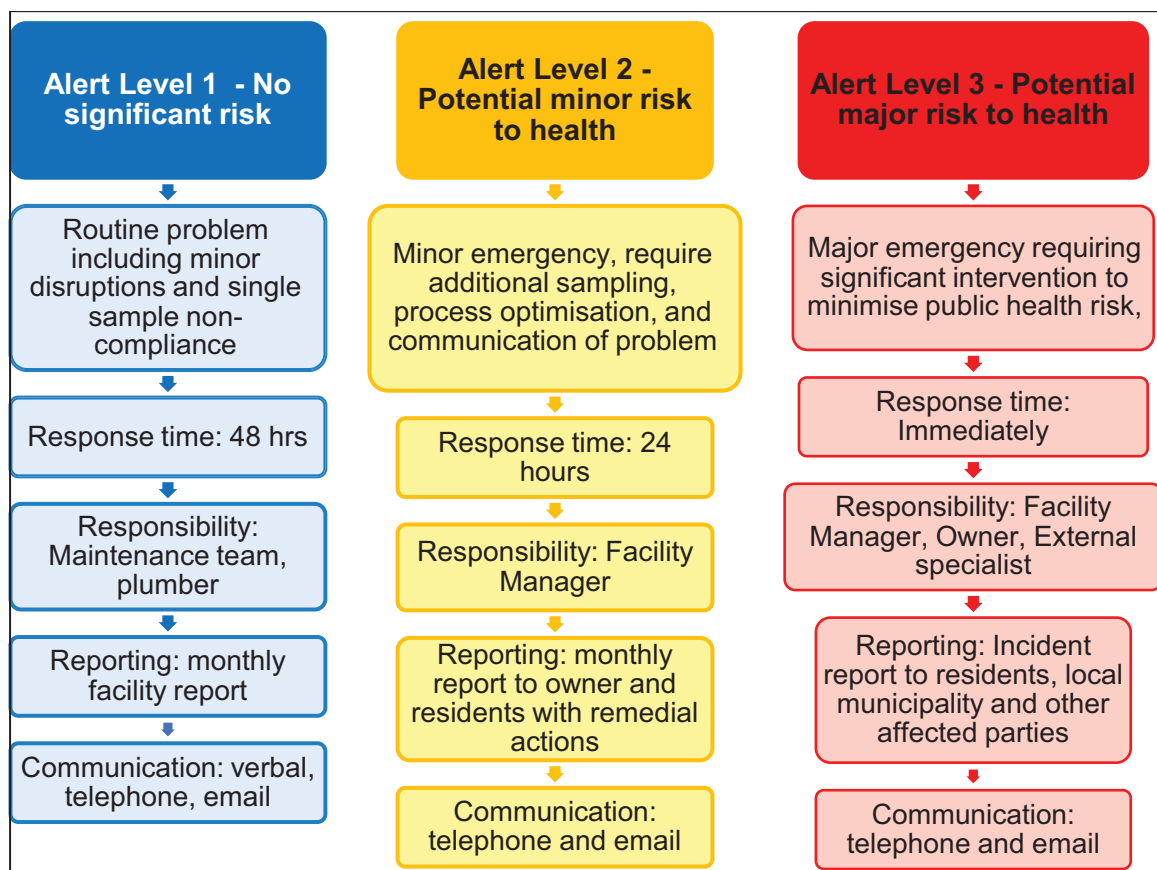 Alert Level 1  - No
significant risk
Routine problem
including minor
disruptions and single
sample non-
compliance
Response time: 48 hrs
Responsibility:
Maintenance team,
plumber
Reporting: monthly
facility report
Communication: verbal,
telephone, email
Alert Level 2 -
Potential minor risk
to health
Minor emergency, require
additional sampling,
process optimisation, and
communication of problem
Response time: 24
hours
Responsibility: Facility
Manager
Reporting: monthly
report to owner and
residents with remedial
actions
Communication:
telephone and email
Alert Level 3 - Potential
major risk to health
Major emergency requiring
significant intervention to
minimise public health risk,
Response time:
Immediately
Responsibility: Facility
Manager, Owner, External
specialist
Reporting: Incident
report to residents, local
municipality and other
affected parties
Communication:
telephone and email